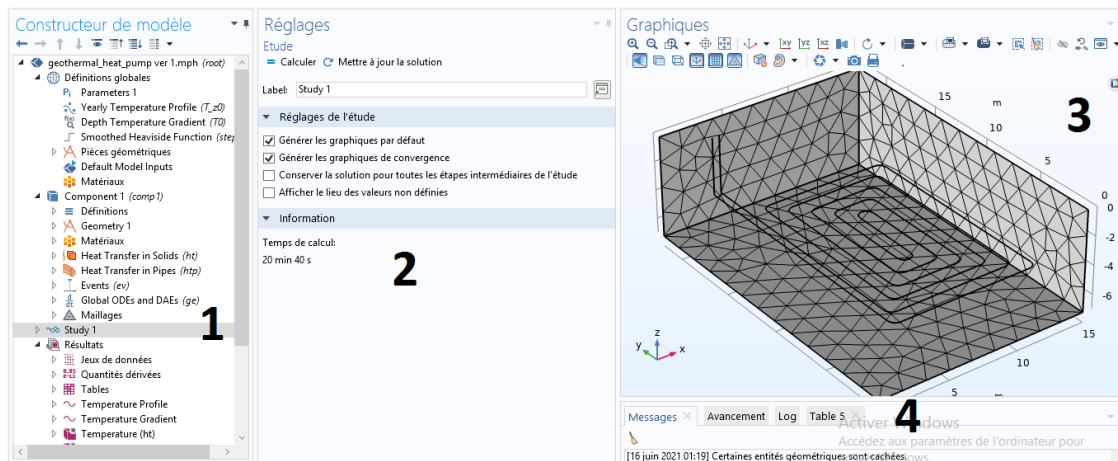 Constructeur de modèle
geothermal_heat_pump ver 1.mph (root)
Définitions globales
Pi Parameters 1
Yearly Temperature Profile (T_z0)
Depth Temperature Gradient (T0)
Smoothed Heaviside Function (step
Pièces géométriques
Default Model Inputs
Matériaux
Component 1 (comp1)
Définitions
Geometry 1
Matériaux
Heat Transfer in Solids (ht)
Heat Transfer in Pipes (htp)
Events (ev)
Global ODEs and DAEs (ge)
Maillages
Study 1
Résultats
Jeux de données
Quantités dérivées
Tables
Temperature Profile
Temperature Gradient
Temperature (ht)
1
Réglages
Etude
Calculer
Mettre à jour la solution
Label: Study 1
Réglages de l'étude
Générer les graphiques par défaut
Générer les graphiques de convergence
Conserver la solution pour toutes les étapes intermédiaires de l'étude
Afficher le lieu des valeurs non définies
Information
Temps de calcul:
20 min 40 s
2
Graphiques
xy yz xz
15
m
10
5
0
0
-2
-4
-6
m
15
10
5
m
z
y
x
3
Messages
Avancement
Log
Table 5
4
Activer Windows
Accédez aux paramètres de l'ordinateur pour
[16 juin 2021 01:19] Certaines entités géométriques sont cachées.